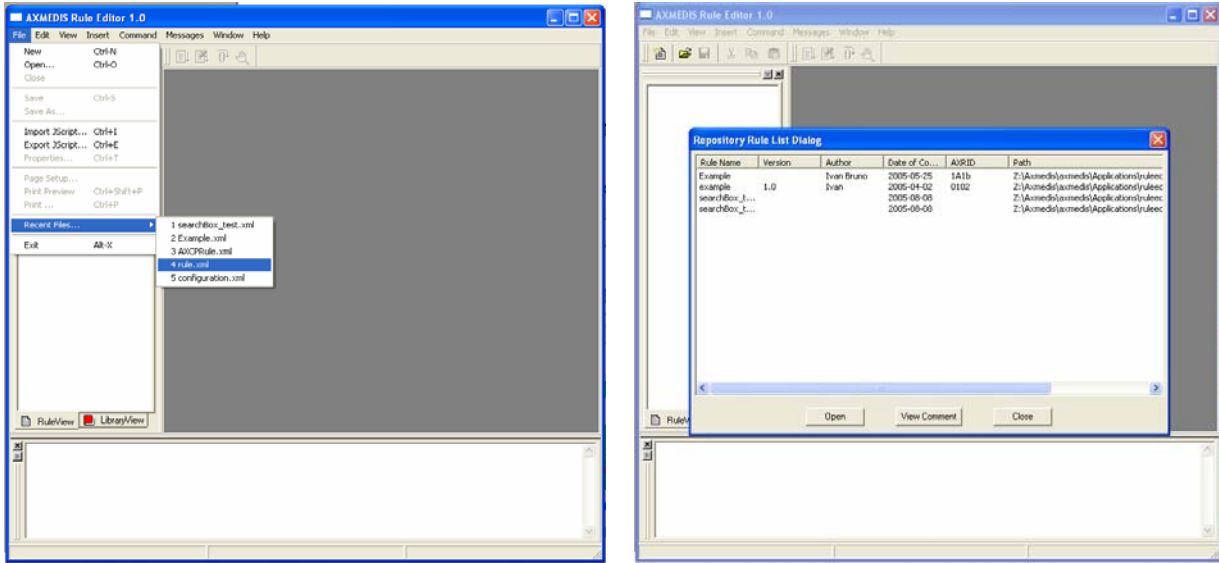 AXMEDIS Rule Editor 1.0
File Edit View Insert Command Messages Window Help
New Ctrl-N
Open... Ctrl-O
Close
Save Ctrl-S
Save As...
Import JScript... Ctrl+I
Export JScript... Ctrl+E
Properties... Ctrl+T
Page Setup...
Print Preview Ctrl+Shift+P
Print ... Ctrl+P
Recent Files...
Exit Alt-X
1 searchBox_test.xml
2 Example.xml
3 AXCPRule.xml
4 rule.xml
5 configuration.xml
RuleView LibraryView
AXMEDIS Rule Editor 1.0
File Edit View Insert Command Messages Window Help
Repository Rule List Dialog
Rule Name Version Author Date of Co... AXRID Path
Example Ivan Bruno 2005-05-25 1A1b Z:\Axmedis\axmedis\Applications\ruleec
example 1.0 Ivan 2005-04-02 0102 Z:\Axmedis\axmedis\Applications\ruleec
searchBox_t... 2005-08-08 Z:\Axmedis\axmedis\Applications\ruleec
searchBox_t... 2005-08-08 Z:\Axmedis\axmedis\Applications\ruleec
Open View Comment Close
RuleV